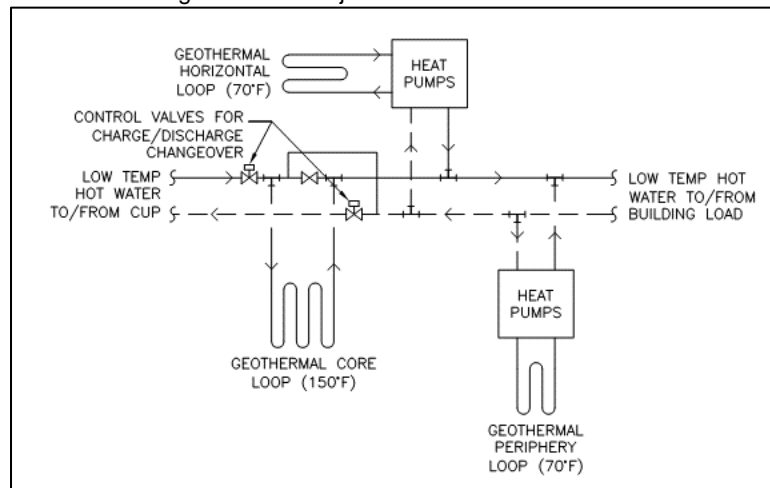 GEOTHERMAL
HORIZONTAL
LOOP (70°F)
HEAT
PUMPS
CONTROL VALVES FOR
CHARGE/DISCHARGE
CHANGEOVER
LOW TEMP
HOT WATER
TO/FROM CUP
LOW TEMP HOT
WATER TO/FROM
BUILDING LOAD
HEAT
PUMPS
GEOTHERMAL CORE
LOOP (150°F)
GEOTHERMAL
PERIPHERY
LOOP (70°F)